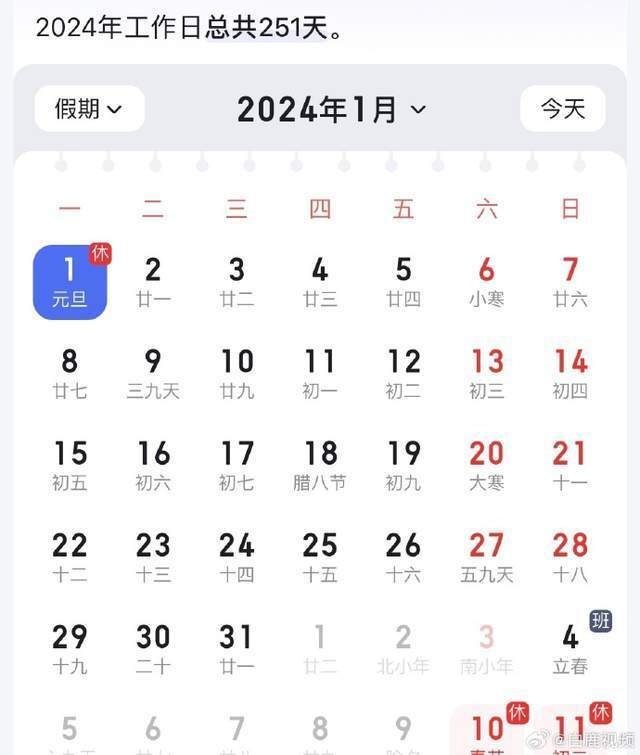 2024年工作日总共251天。
假期 2024年1月 今天
一 二 三 四 五 六 日
休
1 2 3 4 5 6 7
元旦 廿一 廿二 廿三 廿四 小寒 廿六
8 9 10 11 12 13 14
廿七 三九天 廿九 初一 初二 初三 初四
15 16 17 18 19 20 21
初五 初六 初七 腊八节 初九 大寒 十一
22 23 24 25 26 27 28
十二 十三 十四 十五 十六 五九天 十八
班
29 30 31 1 2 3 4
十九 二十 廿一 廿二 北小年 南小年 立春
休 休
5 6 7 8 9 10 11
@白鹿视频